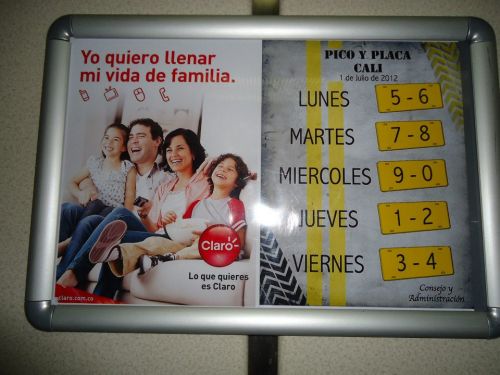 Yo quiero llenar
mi vida de familia.
Claro
Lo que quieres
es Claro
claro.com.co
PICO Y PLACA
CALI
1 de Julio de 2012
LUNES 5 - 6
MARTES 7 - 8
MIERCOLES 9 - 0
JUEVES 1 - 2
VIERNES 3 - 4
Consejo y
Administración